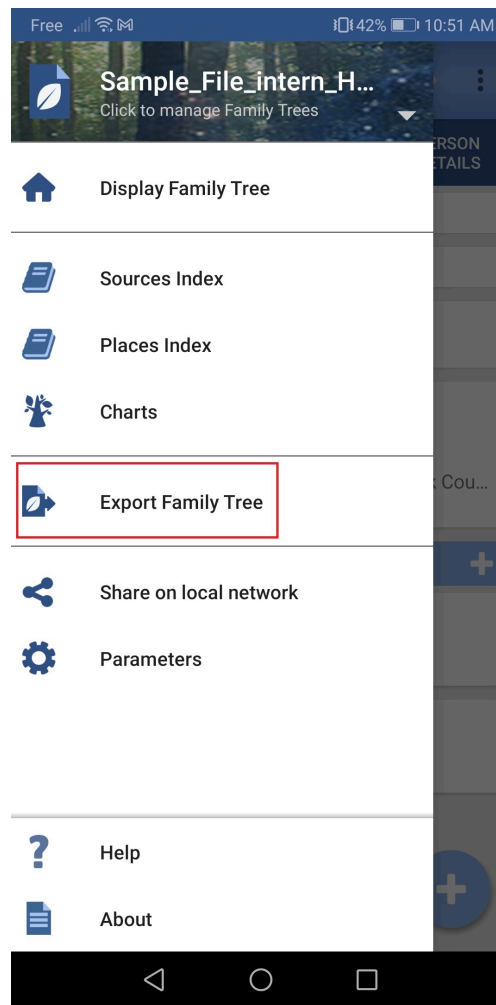 Free 42% 10:51 AM
Sample_File_intern_H...
Click to manage Family Trees
ERSON
ETAILS
Display Family Tree
Sources Index
Places Index
Charts
Cou...
Export Family Tree
Share on local network
Parameters
Help
About